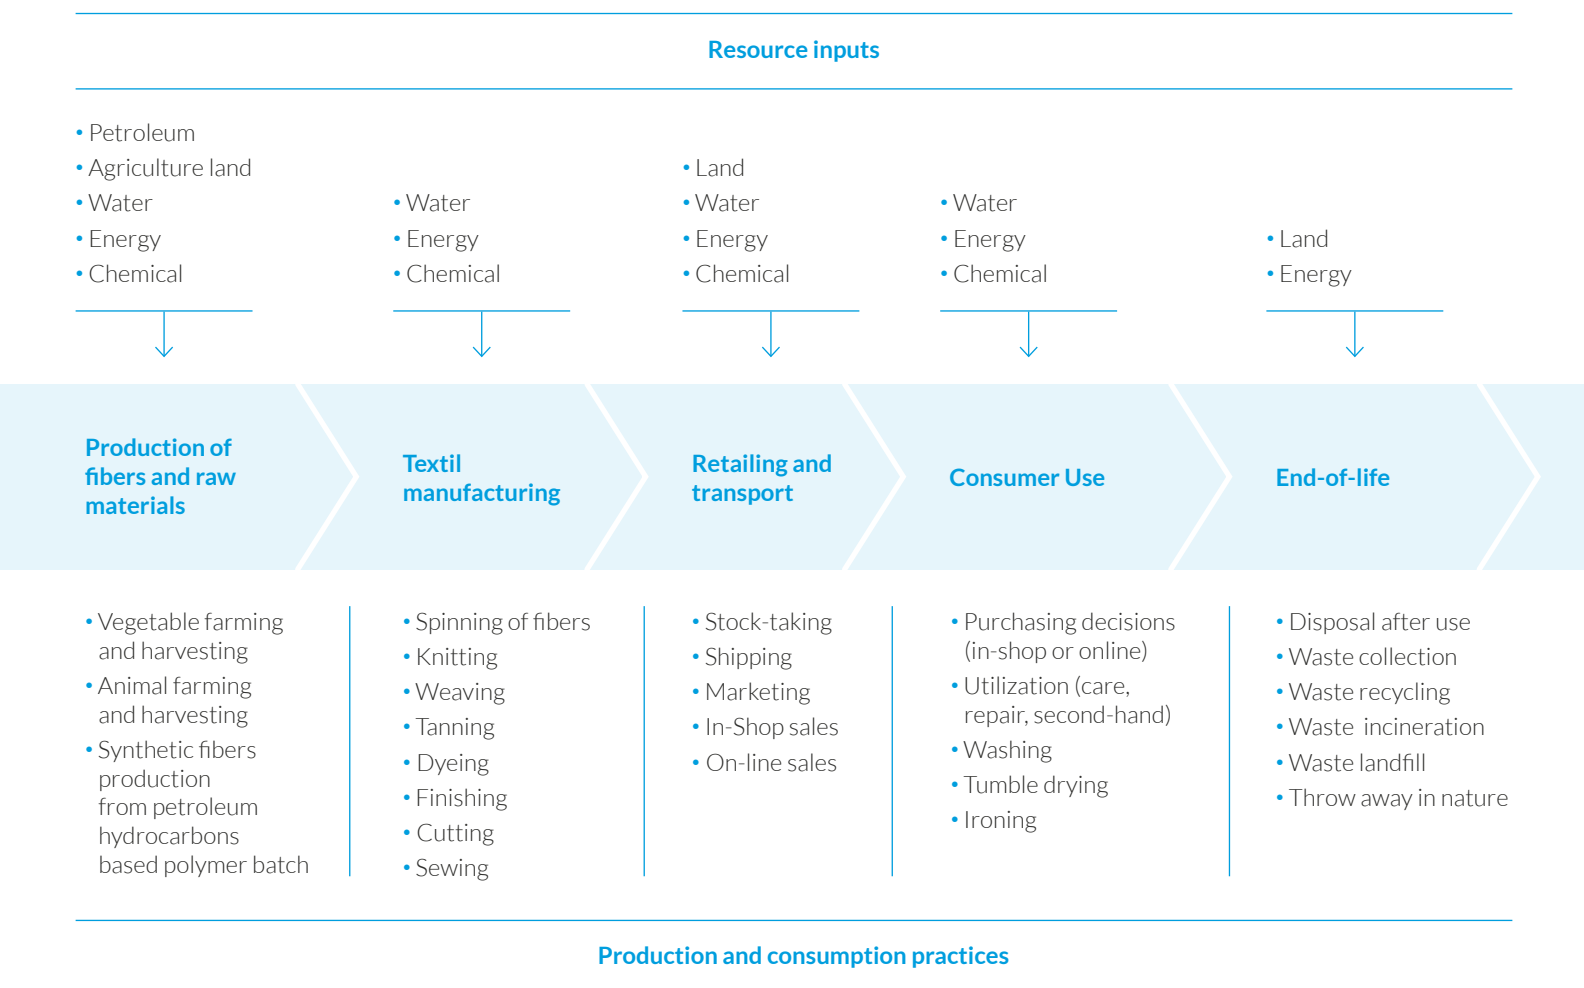 Resource inputs
• Petroleum
• Agriculture land
• Water
• Energy
• Chemical
• Water
• Energy
• Chemical
• Land
• Water
• Energy
• Chemical
• Water
• Energy
• Chemical
• Land
• Energy
Production of
fibers and raw
materials
Textil
manufacturing
Retailing and
transport
Consumer Use
End-of-life
• Vegetable farming
and harvesting
• Animal farming
and harvesting
• Synthetic fibers
production
from petroleum
hydrocarbons
based polymer batch
• Spinning of fibers
• Knitting
• Weaving
• Tanning
• Dyeing
• Finishing
• Cutting
• Sewing
• Stock-taking
• Shipping
• Marketing
• In-Shop sales
• On-line sales
• Purchasing decisions
(in-shop or online)
• Utilization (care,
repair, second-hand)
• Washing
• Tumble drying
• Ironing
• Disposal after use
• Waste collection
• Waste recycling
• Waste  incineration
• Waste landfill
• Throw away in nature
Production and consumption practices